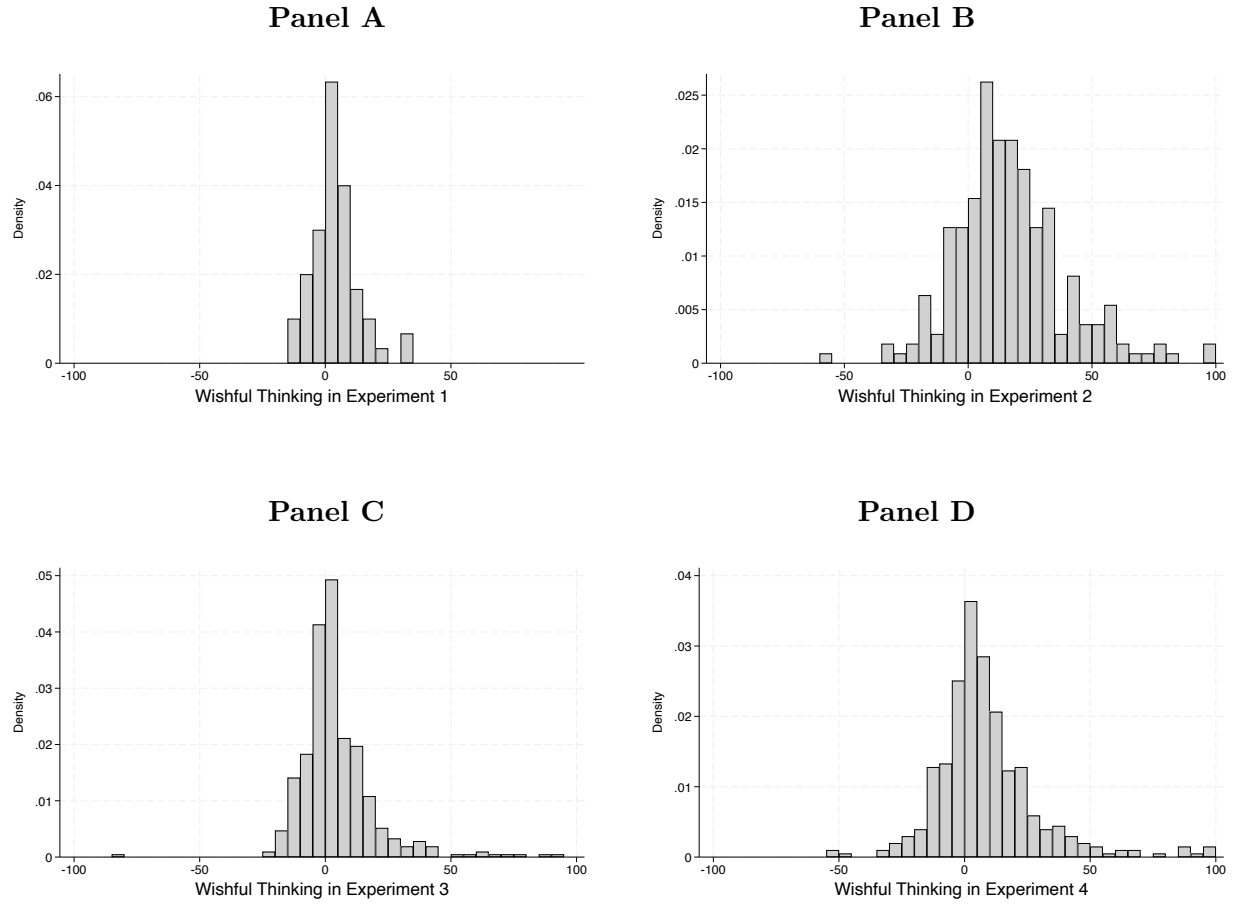 Panel A
.06
.04
.02
0
Density
-100 -50 0 50
Wishful Thinking in Experiment 1
Panel B
.025
.02
.015
.01
.005
0
Density
-100 -50 0 50 100
Wishful Thinking in Experiment 2
Panel C
.05
.04
.03
.02
.01
0
Density
-100 -50 0 50 100
Wishful Thinking in Experiment 3
Panel D
.04
.03
.02
.01
0
Density
-100 -50 0 50 100
Wishful Thinking in Experiment 4